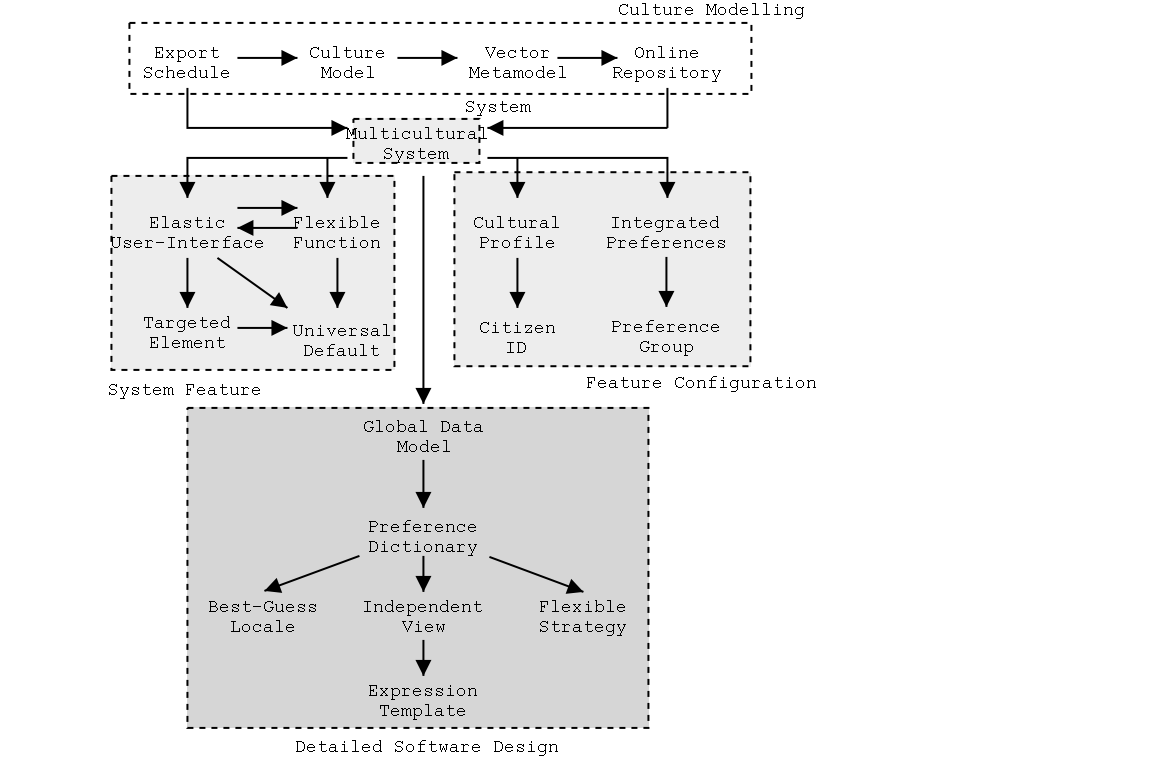 Culture Modelling
Export Culture Vector Online
Schedule Model Metamodel Repository
System
Multicultural
System
Elastic Flexible Cultural Integrated
User-Interface Function Profile Preferences
Targeted Universal Citizen Preference
Element Default ID Group
System Feature Feature Configuration
Global Data
Model
Preference
Dictionary
Best-Guess Independent Flexible
Locale View Strategy
Expression
Template
Detailed Software Design